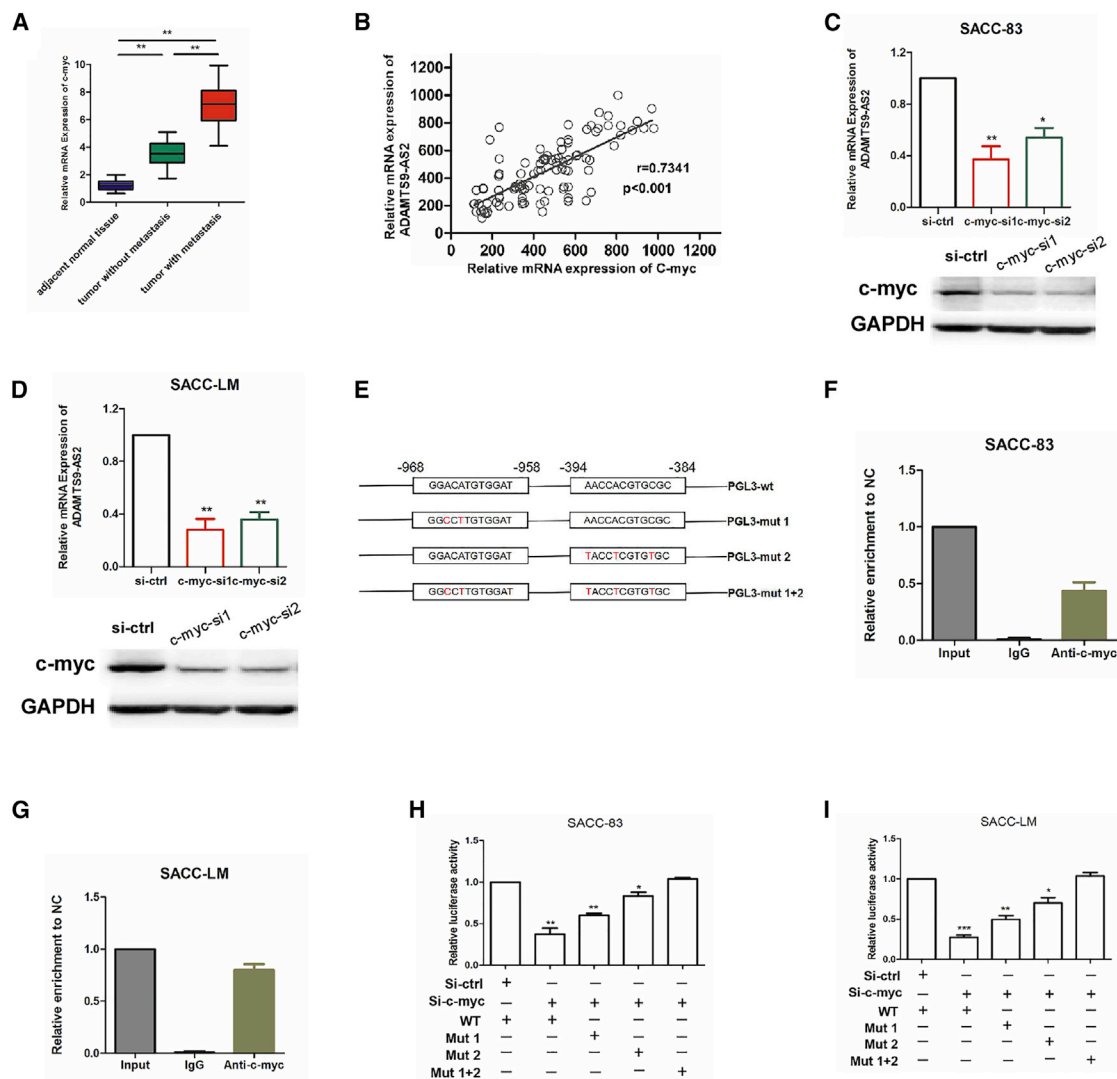 A
**
**
**
Relative mRNA Expression of c-myc
10
8
6
4
2
0
adjacent normal tissue
tumor without metastasis
tumor with metastasis
B
Relative mRNA expression of
ADAMTS9-AS2
1200
1000
800
600
400
200
0
r=0.7341
p<0.001
0 200 400 600 800 1000 1200
Relative mRNA expression of C-myc
C
SACC-83
Relative mRNA Expression of
ADAMTS9-AS2
1.2
0.8
0.4
0.0
**
*
si-ctrl c-myc-si1 c-myc-si2
si-ctrl c-myc-si1 c-myc-si2
c-myc
GAPDH
D
SACC-LM
Relative mRNA Expression of
ADAMTS9-AS2
1.2
0.8
0.4
0.0
**
**
si-ctrl c-myc-si1 c-myc-si2
si-ctrl c-myc-si1 c-myc-si2
c-myc
GAPDH
E
-968 -958 -394 -384
GGACATGTGGAT AACCACGTGCGC PGL3-wt
GGCCTTGTGGAT AACCACGTGCGC PGL3-mut 1
GGACATGTGGAT TACCTCGTGTGC PGL3-mut 2
GGCCTTGTGGAT TACCTCGTGTGC PGL3-mut 1+2
F
SACC-83
Relative enrichment to NC
1.5
1.0
0.5
0.0
Input IgG Anti-c-myc
G
SACC-LM
Relative enrichment to NC
1.5
1.0
0.5
0.0
Input IgG Anti-c-myc
H
SACC-83
Relative luciferase activity
1.5
1.0
0.5
0.0
**
**
*
Si-ctrl + — — — —
Si-c-myc — + + + +
WT + + — — —
Mut 1 — — + — —
Mut 2 — — — + —
Mut 1+2 — — — — +
I
SACC-LM
Relative luciferase activity
1.5
1.0
0.5
0.0
***
**
*
Si-ctrl + — — — —
Si-c-myc — + + + +
WT + + — — —
Mut 1 — — + — —
Mut 2 — — — + —
Mut 1+2 — — — — +